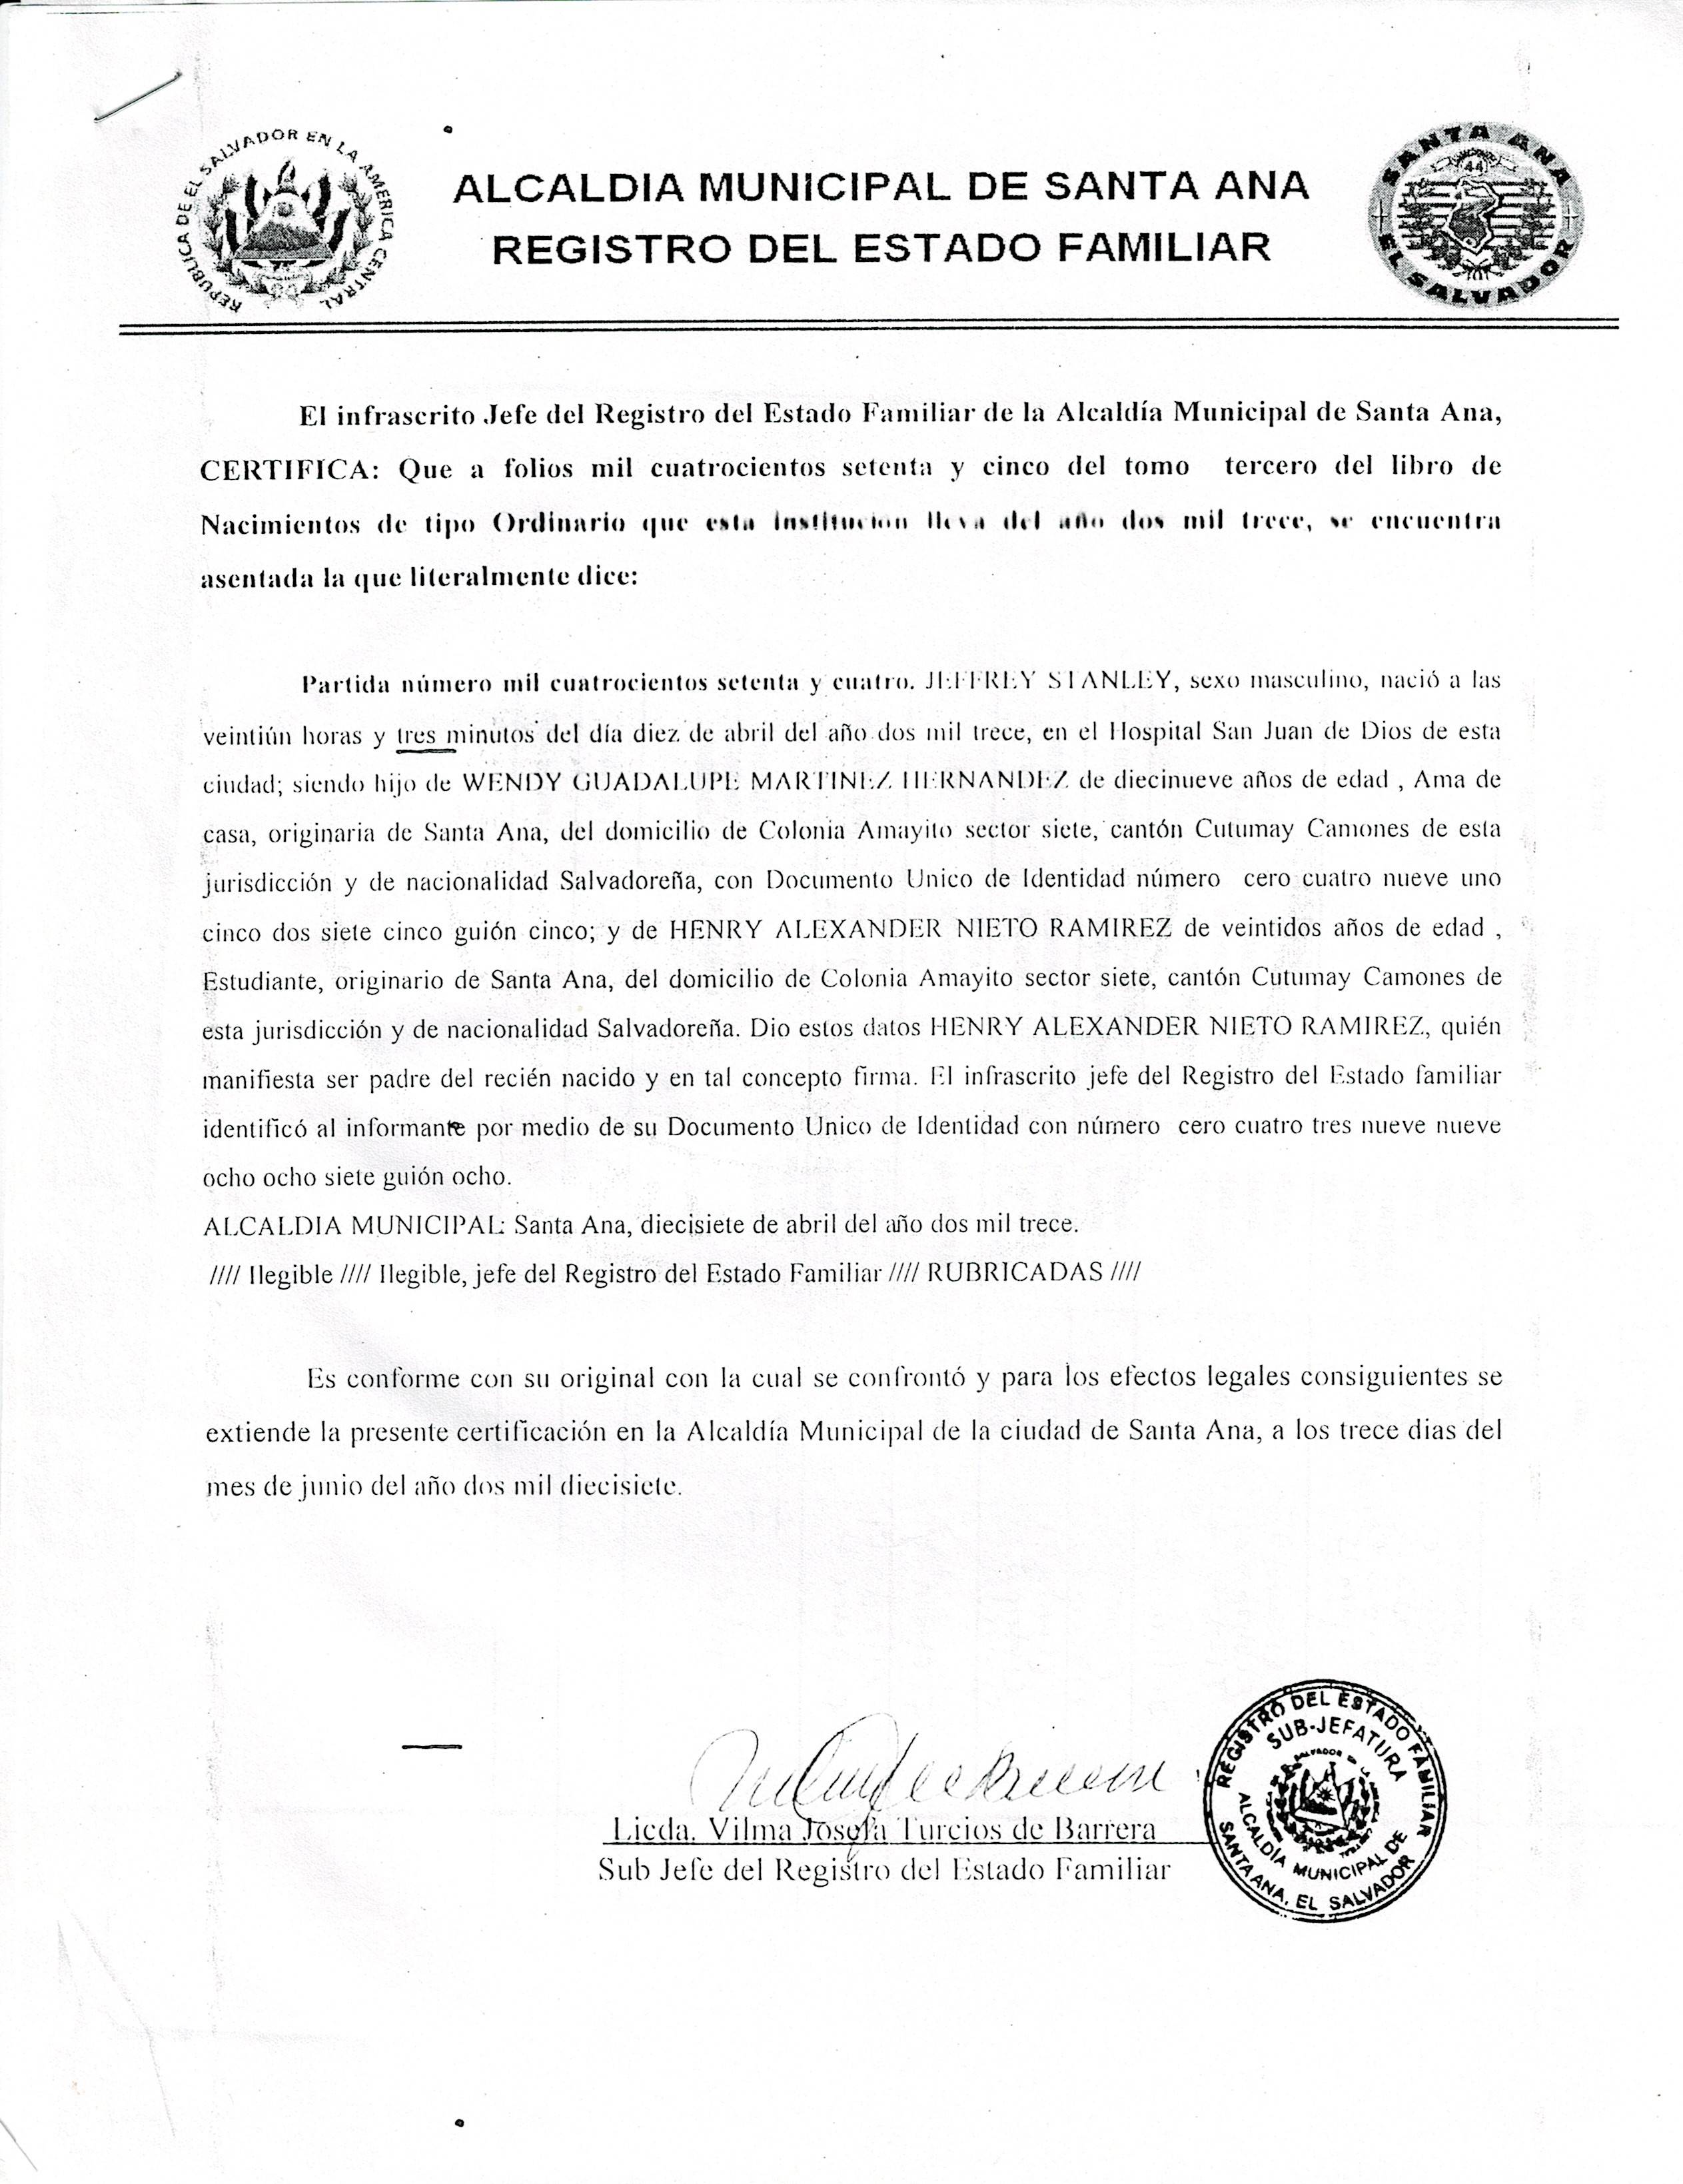 REPUBLICA DE EL SALVADOR EN LA AMERICA CENTRAL
ALCALDIA MUNICIPAL DE SANTA ANA
REGISTRO DEL ESTADO FAMILIAR
SANTA ANA
44
EL SALVADOR
El infrascrito Jefe del Registro del Estado Familiar de la Alcaldía Municipal de Santa Ana,
CERTIFICA: Que a folios mil cuatrocientos setenta y cinco del tomo tercero del libro de
Nacimientos de tipo Ordinario que esta institución lleva del año dos mil trece, se encuentra
asentada la que literalmente dice:
Partida número mil cuatrocientos setenta y cuatro. JEFFREY STANLEY, sexo masculino, nació a las
veintiún horas y tres minutos del día diez de abril del año dos mil trece, en el Hospital San Juan de Dios de esta
ciudad; siendo hijo de WENDY GUADALUPE MARTINEZ HERNANDEZ de diecinueve años de edad , Ama de
casa, originaria de Santa Ana, del domicilio de Colonia Amayito sector siete, cantón Cutumay Camones de esta
jurisdicción y de nacionalidad Salvadoreña, con Documento Unico de Identidad número cero cuatro nueve uno
cinco dos siete cinco guión cinco; y de HENRY ALEXANDER NIETO RAMIREZ de veintidos años de edad ,
Estudiante, originario de Santa Ana, del domicilio de Colonia Amayito sector siete, cantón Cutumay Camones de
esta jurisdicción y de nacionalidad Salvadoreña. Dio estos datos HENRY ALEXANDER NIETO RAMIREZ, quién
manifiesta ser padre del recién nacido y en tal concepto firma. El infrascrito jefe del Registro del Estado familiar
identificó al informante por medio de su Documento Unico de Identidad con número cero cuatro tres nueve nueve
ocho ocho siete guión ocho.
ALCALDIA MUNICIPAL: Santa Ana, diecisiete de abril del año dos mil trece.
//// Ilegible //// Ilegible, jefe del Registro del Estado Familiar //// RUBRICADAS ////
Es conforme con su original con la cual se confrontó y para los efectos legales consiguientes se
extiende la presente certificación en la Alcaldía Municipal de la ciudad de Santa Ana, a los trece dias del
mes de junio del año dos mil diecisiete.
Licda. Vilma Josefa Turcios de Barrera
Sub Jefe del Registro del Estado Familiar
REGISTRO DEL ESTADO FAMILIAR
SUB-JEFATURA
ALCALDÍA MUNICIPAL DE
SANTA ANA, EL SALVADOR